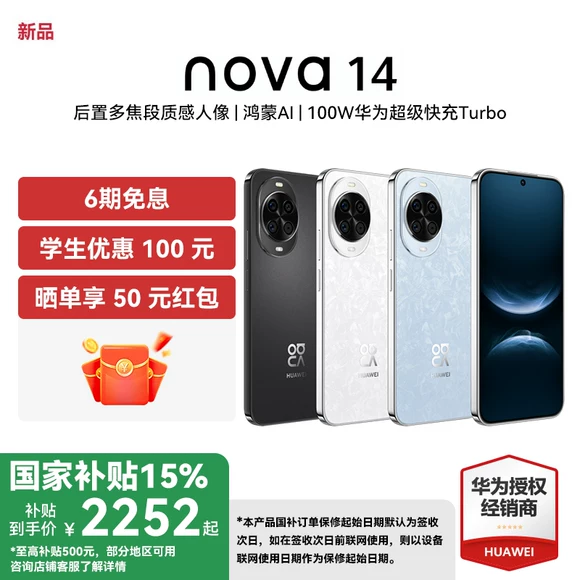 新品
nova 14
后置多焦段质感人像 | 鸿蒙AI | 100W华为超级快充Turbo
6期免息
学生优惠 100 元
晒单享 50 元红包
HUAWEI
HUAWEI
HUAWEI
国家补贴15%
补贴
到手价 ¥ 2252起
*至高补贴500元，部分地区可用
咨询店铺客服了解详情
*本产品国补订单保修起始日期默认为签收
次日，如在签收次日前联网使用，则以设备
联网使用日期作为保修起始日期。
华为授权
经销商
HUAWEI